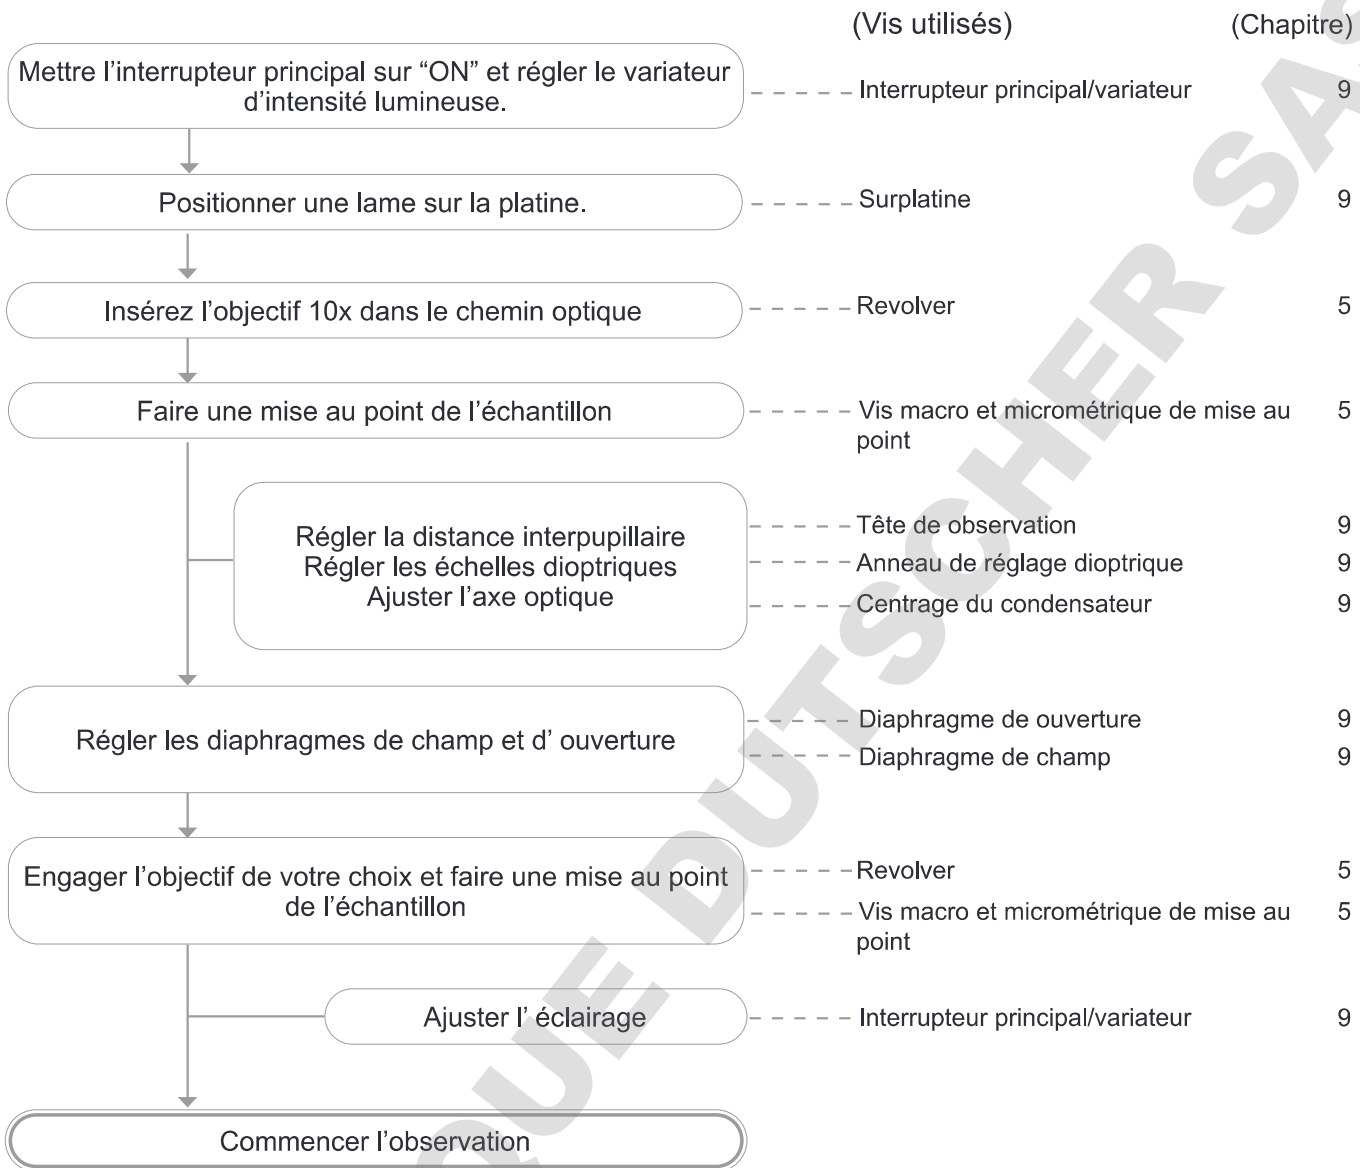 (Vis utilisés) (Chapitre)
Mettre l’interrupteur principal sur “ON” et régler le variateur
d’intensité lumineuse.
Interrupteur principal/variateur 9
Positionner une lame sur la platine.
Surplatine 9
Insérez l’objectif 10x dans le chemin optique
Revolver 5
Faire une mise au point de l’échantillon
Vis macro et micrométrique de mise au 5
point
Régler la distance interpupillaire
Régler les échelles dioptriques
Ajuster l’axe optique
Tête de observation 9
Anneau de réglage dioptrique 9
Centrage du condensateur 9
Régler les diaphragmes de champ et d’ ouverture
Diaphragme de ouverture 9
Diaphragme de champ 9
Engager l’objectif de votre choix et faire une mise au point
de l’échantillon
Revolver 5
Vis macro et micrométrique de mise au 5
point
Ajuster l’ éclairage
Interrupteur principal/variateur 9
Commencer l’observation
QUE DUTSCHER SAS